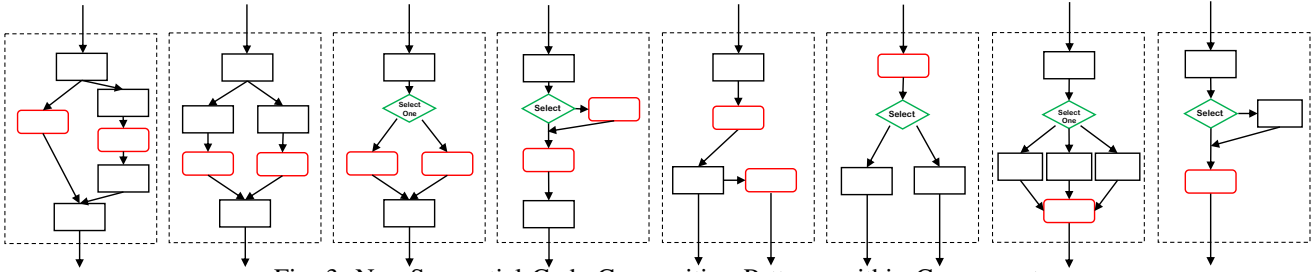 Select
One
Select
Select
Select
One
Select
Fig. 3: Non-Sequential Code Composition Patterns within Components